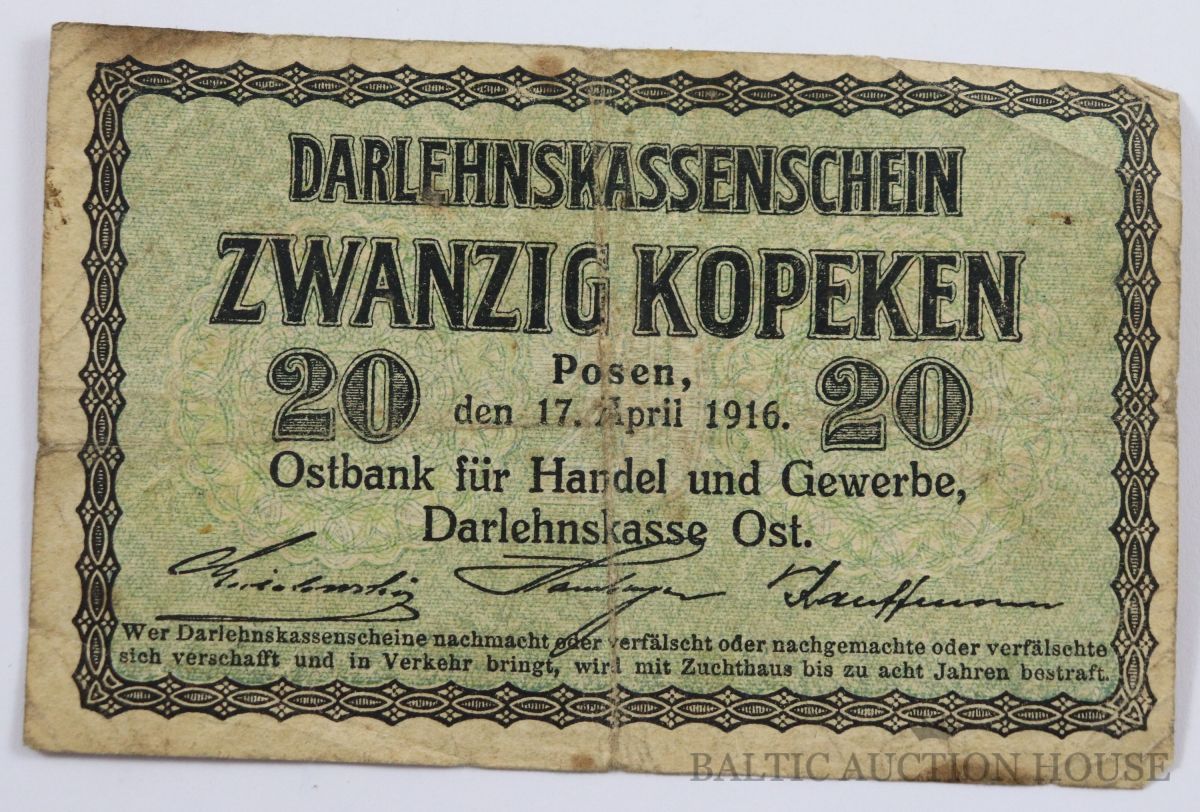 DARLEHNSKASSENSCHEIN
ZWANZIG KOPEKEN
20 Posen, 20
den 17. April 1916.
Ostbank für Handel und Gewerbe,
Darlehnskasse Ost.
Kauffmann
Wer Darlehnskassenscheine nachmacht oder verfälscht oder nachgemachte oder verfälschte
sich verschafft und in Verkehr bringt, wird mit Zuchthaus bis zu acht Jahren bestraft.
BALTIC AUCTION HOUSE